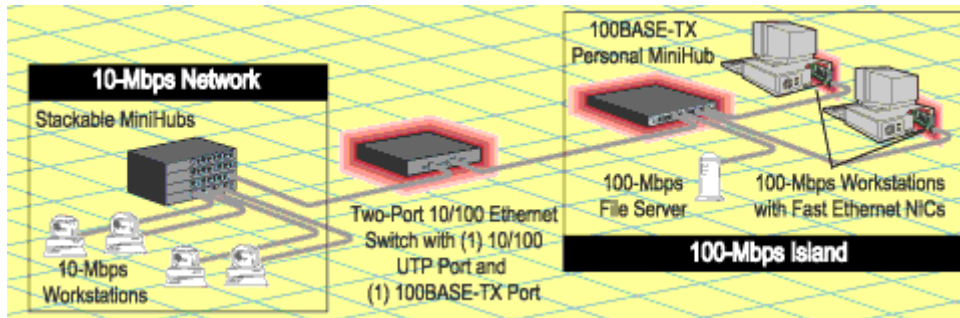 10-Mbps Network
Stackable MiniHubs
10-Mbps
Workstations
Two-Port 10/100 Ethernet
Switch with (1) 10/100
UTP Port and
(1) 100BASE-TX Port
100BASE-TX
Personal MiniHub
100-Mbps
File Server
100-Mbps Workstations
with Fast Ethernet NICs
100-Mbps Island